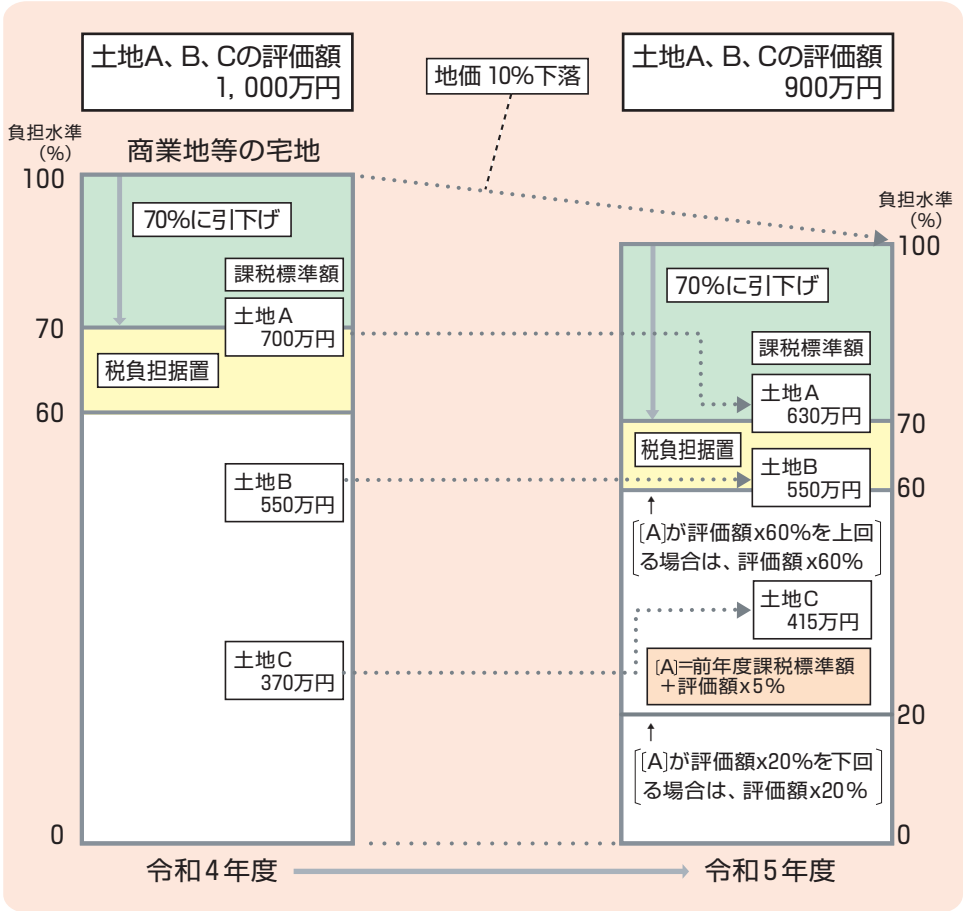 土地A、B、Cの評価額
1,000万円
土地A、B、Cの評価額
900万円
地価 10%下落
負担水準
(%)
商業地等の宅地
100
70%に引下げ
課税標準額
土地A
700万円
70
税負担据置
60
土地B
550万円
土地C
370万円
0
令和4年度
負担水準
(%)
100
70%に引下げ
課税標準額
土地A
630万円
70
税負担据置
土地B
550万円
60
↑
[[A]が評価額x60%を上回
る場合は、評価額x60%]
土地C
415万円
[A]=前年度課税標準額
+評価額x5%
20
↑
[[A]が評価額x20%を下回
る場合は、評価額x20%]
0
令和5年度